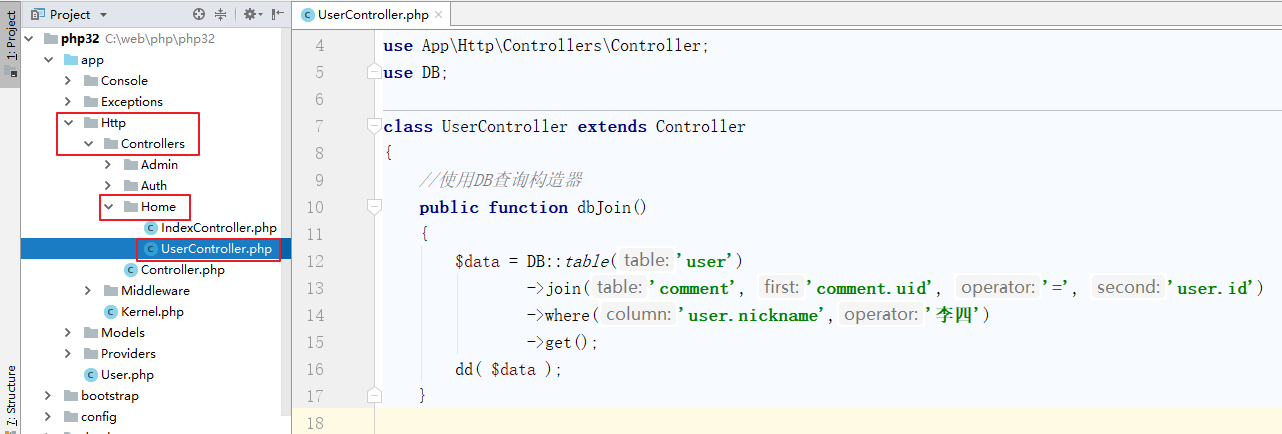 Project
UserController.php
1: Project
7: Structure
php32 C:\web\php\php32
app
Console
Exceptions
Http
Controllers
Admin
Auth
Home
IndexController.php
UserController.php
Controller.php
Middleware
Kernel.php
Models
Providers
User.php
bootstrap
config
4 use App\Http\Controllers\Controller;
5 use DB;
6
7 class UserController extends Controller
8 {
9 //使用DB查询构造器
10 public function dbJoin()
11 {
12 $data = DB::table( table: 'user')
13 ->join( table: 'comment', first: 'comment.uid', operator: '=', second: 'user.id')
14 ->where( column: 'user.nickname', operator: '李四')
15 ->get();
16 dd( $data );
17 }
18